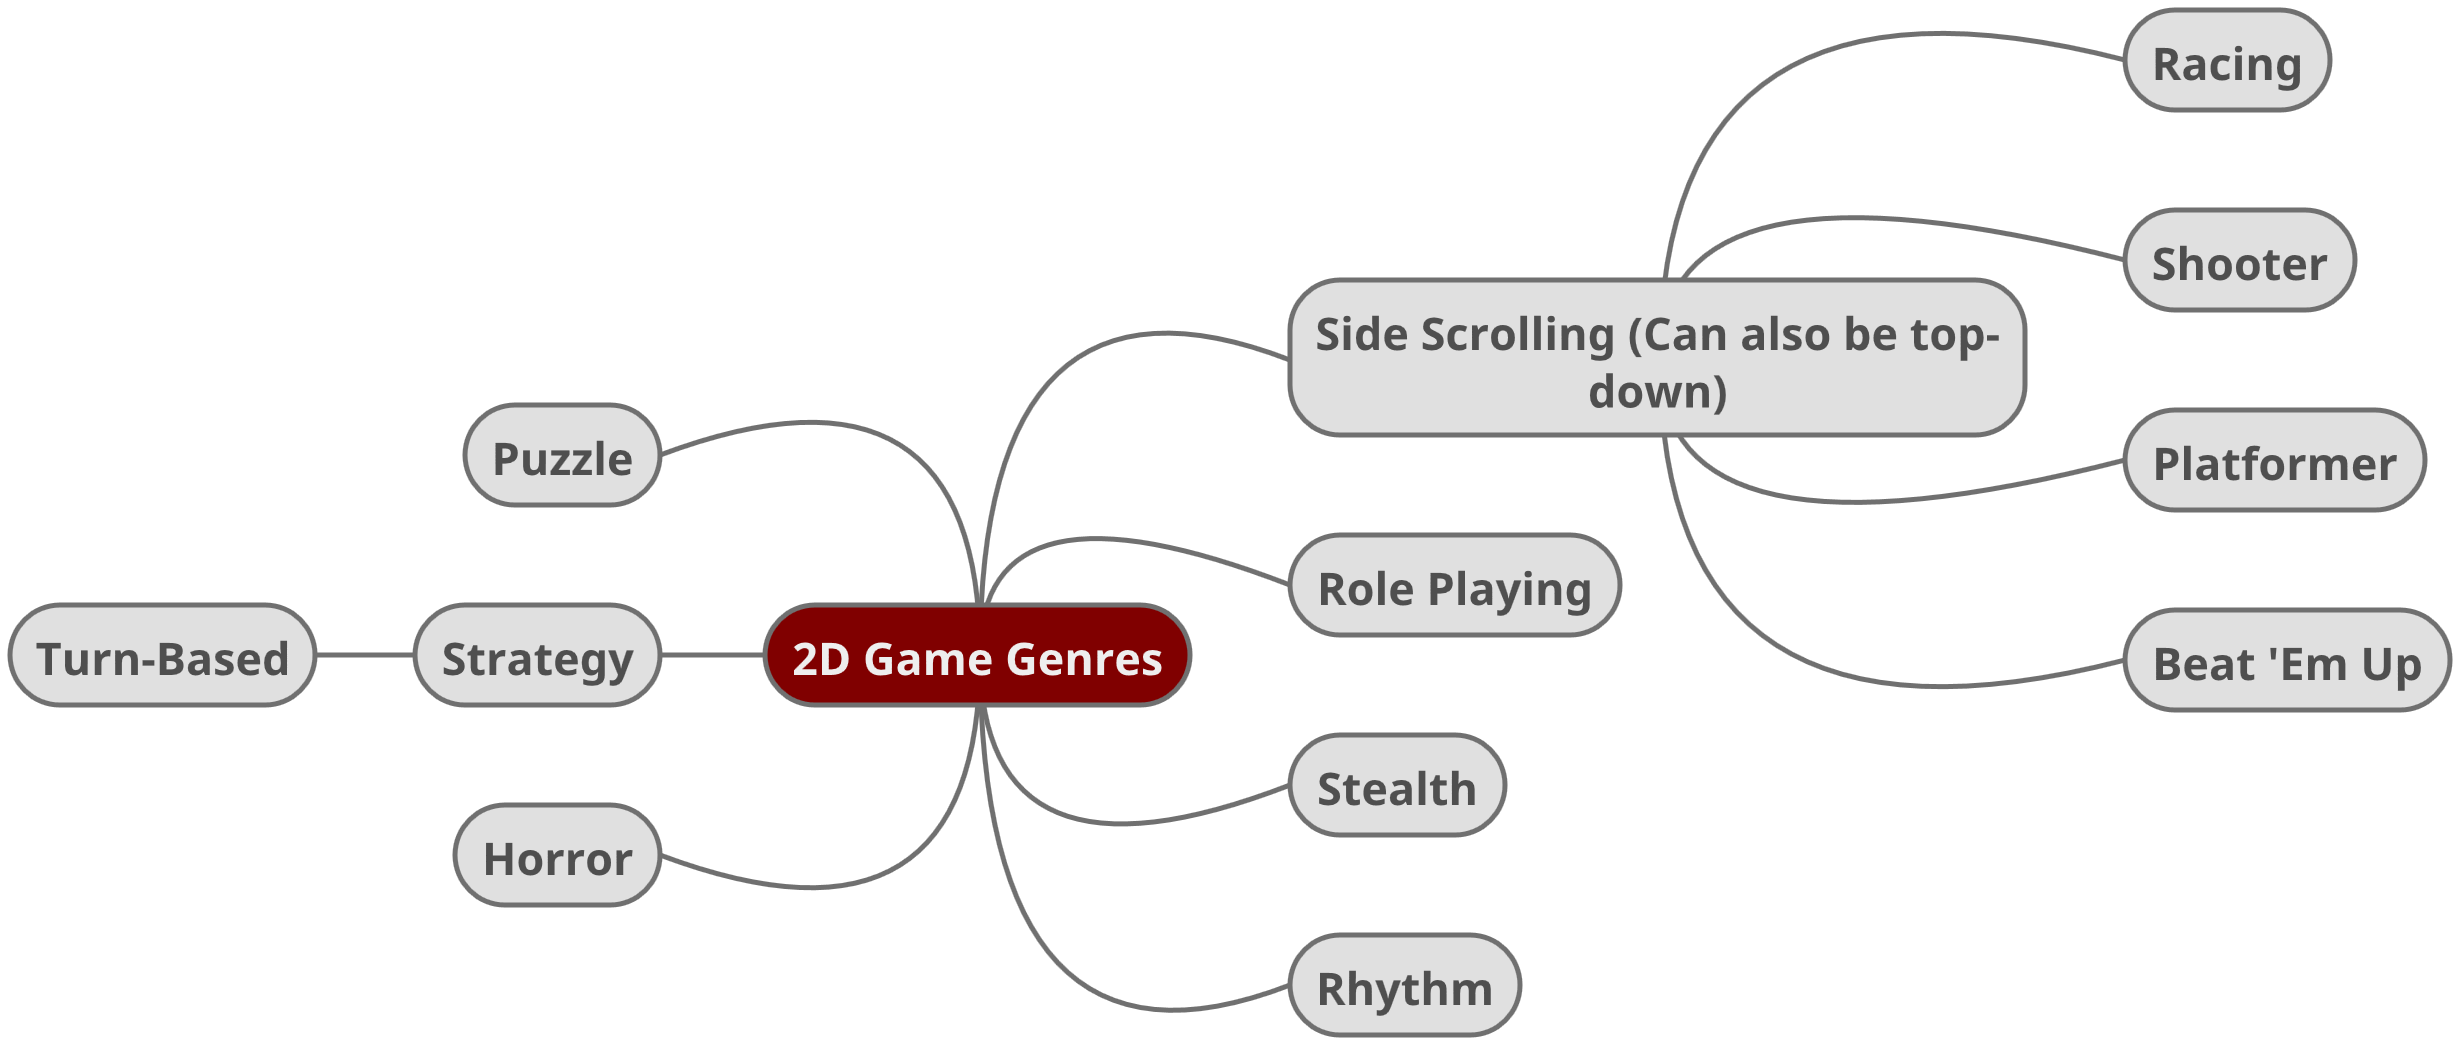 Racing
Shooter
Side Scrolling (Can also be top-
down)
Platformer
Beat 'Em Up
Puzzle
Role Playing
Turn-Based
Strategy
2D Game Genres
Stealth
Horror
Rhythm